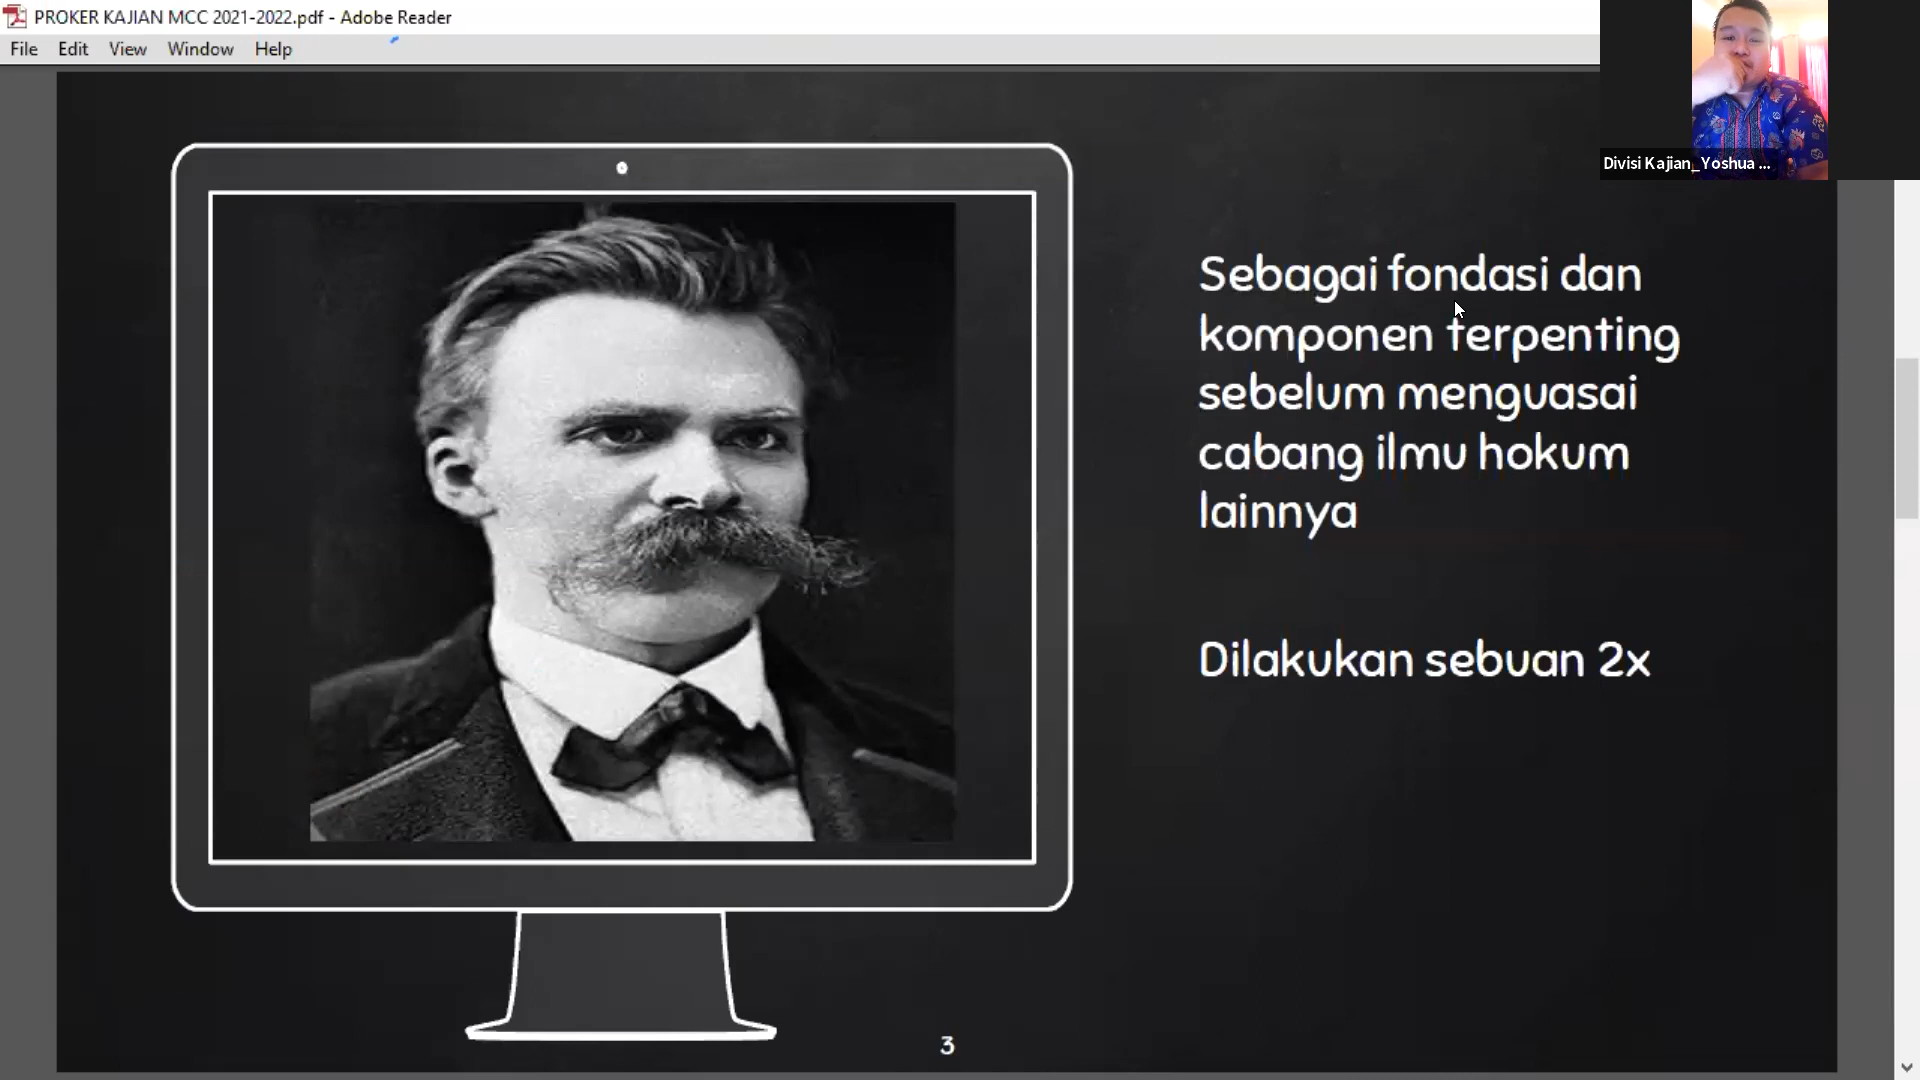 PROKER KAJIAN MCC 2021-2022.pdf - Adobe Reader
File Edit View Window Help
Divisi Kajian_Yoshua ...
Sebagai fondasi dan
komponen terpenting
sebelum menguasai
cabang ilmu hokum
lainnya
Dilakukan sebuan 2x
3